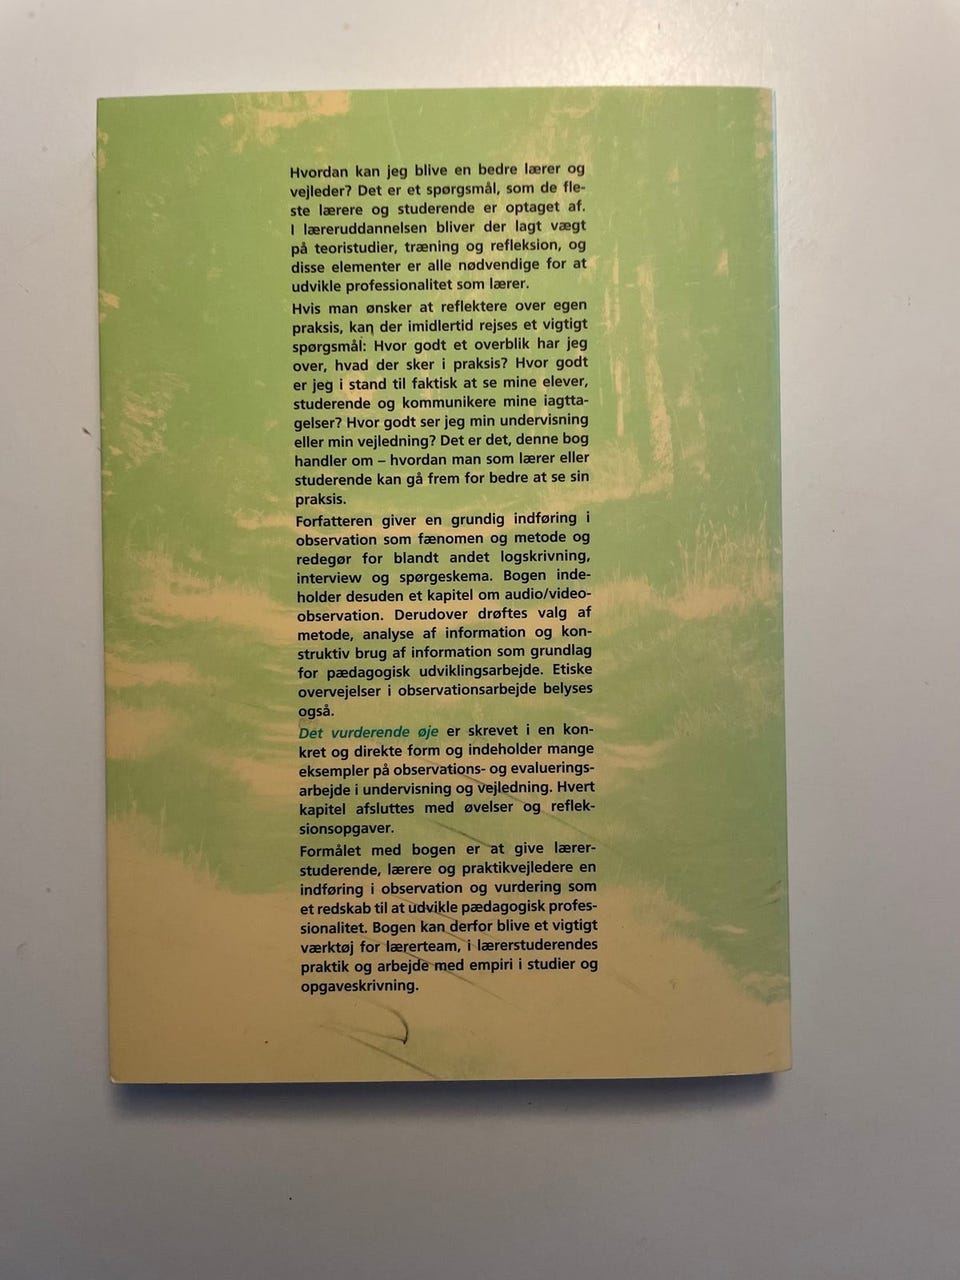 Hvordan kan jeg blive en bedre lærer og
vejleder? Det er et spørgsmål, som de fle-
ste lærere og studerende er optaget af.
I læreruddannelsen bliver der lagt vægt
på teoristudier, træning og refleksion, og
disse elementer er alle nødvendige for at
udvikle professionalitet som lærer.
Hvis man ønsker at reflektere over egen
praksis, kan der imidlertid rejses et vigtigt
spørgsmål: Hvor godt et overblik har jeg
over, hvad der sker i praksis? Hvor godt
er jeg i stand til faktisk at se mine elever,
studerende og kommunikere mine iagtta-
gelser? Hvor godt ser jeg min undervisning
eller min vejledning? Det er det, denne bog
handler om – hvordan man som lærer eller
studerende kan gå frem for bedre at se sin
praksis.
Forfatteren giver en grundig indføring i
observation som fænomen og metode og
redegør for blandt andet logskrivning,
interview og spørgeskema. Bogen inde-
holder desuden et kapitel om audio/video-
observation. Derudover drøftes valg af
metode, analyse af information og kon-
struktiv brug af information som grundlag
for pædagogisk udviklingsarbejde. Etiske
overvejelser i observationsarbejde belyses
også.
Det vurderende øje er skrevet i en kon-
kret og direkte form og indeholder mange
eksempler på observations- og evaluerings-
arbejde i undervisning og vejledning. Hvert
kapitel afsluttes med øvelser og reflek-
sionsopgaver.
Formålet med bogen er at give lærer-
studerende, lærere og praktikvejledere en
indføring i observation og vurdering som
et redskab til at udvikle pædagogisk profes-
sionalitet. Bogen kan derfor blive et vigtigt
værktøj for lærerteam, i lærerstuderendes
praktik og arbejde med empiri i studier og
opgaveskrivning.